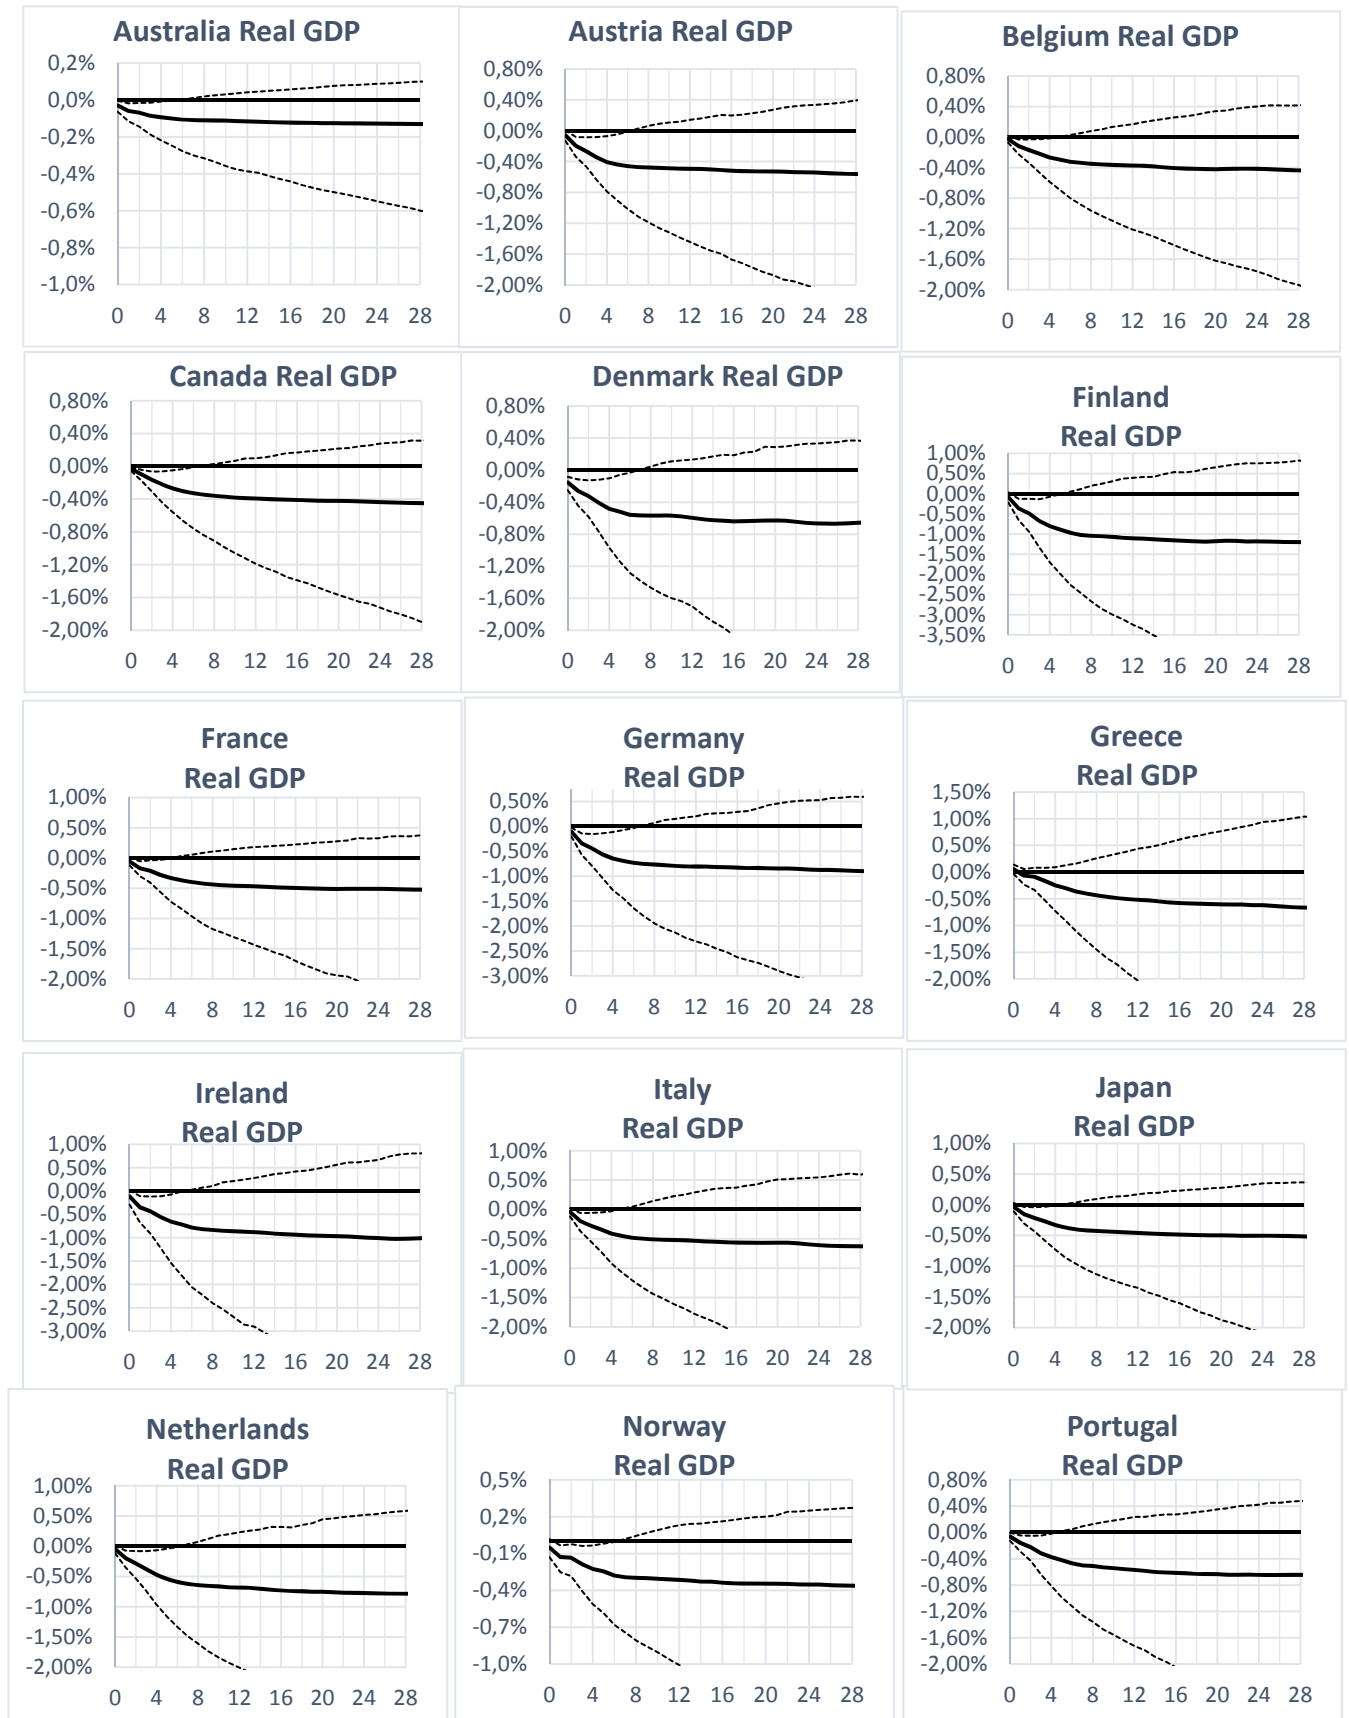 Australia Real GDP
0,2%
0,0%
-0,2%
-0,4%
-0,6%
-0,8%
-1,0%
0 4 8 12 16 20 24 28
Austria Real GDP
0,80%
0,40%
0,00%
-0,40%
-0,80%
-1,20%
-1,60%
-2,00%
0 4 8 12 16 20 24 28
Belgium Real GDP
0,80%
0,40%
0,00%
-0,40%
-0,80%
-1,20%
-1,60%
-2,00%
0 4 8 12 16 20 24 28
Canada Real GDP
0,80%
0,40%
0,00%
-0,40%
-0,80%
-1,20%
-1,60%
-2,00%
0 4 8 12 16 20 24 28
Denmark Real GDP
0,80%
0,40%
0,00%
-0,40%
-0,80%
-1,20%
-1,60%
-2,00%
0 4 8 12 16 20 24 28
Finland
Real GDP
1,00%
0,50%
0,00%
-0,50%
-1,00%
-1,50%
-2,00%
-2,50%
-3,00%
-3,50%
0 4 8 12 16 20 24 28
France
Real GDP
1,00%
0,50%
0,00%
-0,50%
-1,00%
-1,50%
-2,00%
0 4 8 12 16 20 24 28
Germany
Real GDP
0,50%
0,00%
-0,50%
-1,00%
-1,50%
-2,00%
-2,50%
-3,00%
0 4 8 12 16 20 24 28
Greece
Real GDP
1,50%
1,00%
0,50%
0,00%
-0,50%
-1,00%
-1,50%
-2,00%
0 4 8 12 16 20 24 28
Ireland
Real GDP
1,00%
0,50%
0,00%
-0,50%
-1,00%
-1,50%
-2,00%
-2,50%
-3,00%
0 4 8 12 16 20 24 28
Italy
Real GDP
1,00%
0,50%
0,00%
-0,50%
-1,00%
-1,50%
-2,00%
0 4 8 12 16 20 24 28
Japan
Real GDP
1,00%
0,50%
0,00%
-0,50%
-1,00%
-1,50%
-2,00%
0 4 8 12 16 20 24 28
Netherlands
Real GDP
1,00%
0,50%
0,00%
-0,50%
-1,00%
-1,50%
-2,00%
0 4 8 12 16 20 24 28
Norway
Real GDP
0,5%
0,2%
-0,1%
-0,4%
-0,7%
-1,0%
0 4 8 12 16 20 24 28
Portugal
Real GDP
0,80%
0,40%
0,00%
-0,40%
-0,80%
-1,20%
-1,60%
-2,00%
0 4 8 12 16 20 24 28